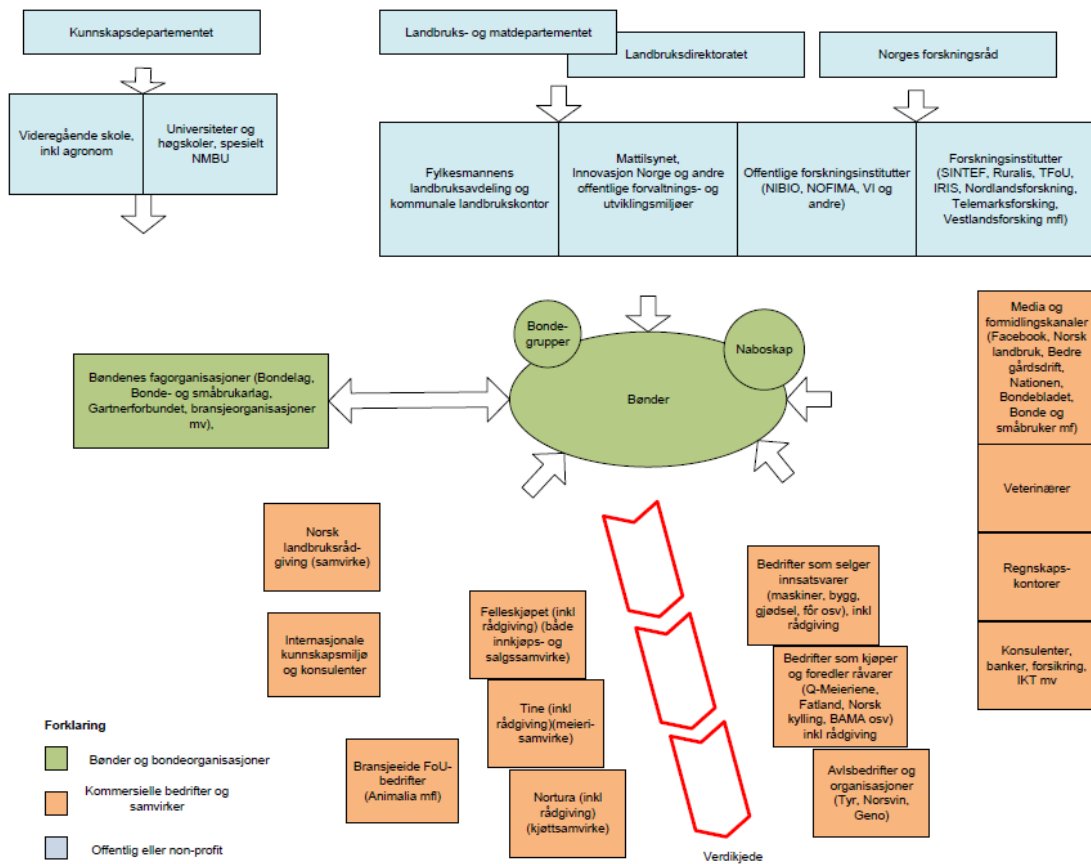 Kunnskapsdepartementet
Landbruks- og matdepartementet
Landbruksdirektoratet
Norges forskningsråd
Videregående skole,
inkl agronom
Universiteter og
høgskoler, spesielt
NMBU
Fylkesmannens
landbruksavdeling og
kommunale landbrukskontor
Mattilsynet,
Innovasjon Norge og andre
offentlige forvaltnings- og
utviklingsmiljøer
Offentlige forskningsinstitutter
(NIBIO, NOFIMA, VI og
andre)
Forskningsinstitutter
(SINTEF, Ruralis, TFoU,
IRIS, Nordlandsforskning,
Telemarksforsking,
Vestlandsforsking mfl)
Bonde-
grupper
Naboskap
Bønder
Bøndenes fagorganisasjoner (Bondelag,
Bonde- og småbrukarlag,
Gartnerforbundet, bransjeorganisasjoner
mv),
Media og
formidlingskanaler
(Facebook, Norsk
landbruk, Bedre
gårdsdrift,
Nationen,
Bondebladet,
Bonde og
småbruker mf)
Veterinærer
Regnskaps-
kontorer
Konsulenter,
banker, forsikring,
IKT mv
Norsk
landbruksråd-
giving (samvirke)
Internasjonale
kunnskapsmiljø
og konsulenter
Felleskjøpet (inkl
rådgiving) (både
innkjøps- og
salgssamvirke)
Tine (inkl
rådgiving)(meieri-
samvirke)
Bransjeeide FoU-
bedrifter
(Animalia mfl)
Nortura (inkl
rådgiving)
(kjøttsamvirke)
Bedrifter som selger
innsatsvarer
(maskiner, bygg,
gjødsel, fôr osv), inkl
rådgiving
Bedrifter som kjøper
og foredler råvarer
(Q-Meieriene,
Fatland, Norsk
kylling, BAMA osv)
inkl rådgiving
Avlsbedrifter og
organisasjoner
(Tyr, Norsvin,
Geno)
Verdikjede
Forklaring
Bønder og bondeorganisasjoner
Kommersielle bedrifter og
samvirker
Offentlig eller non-profit